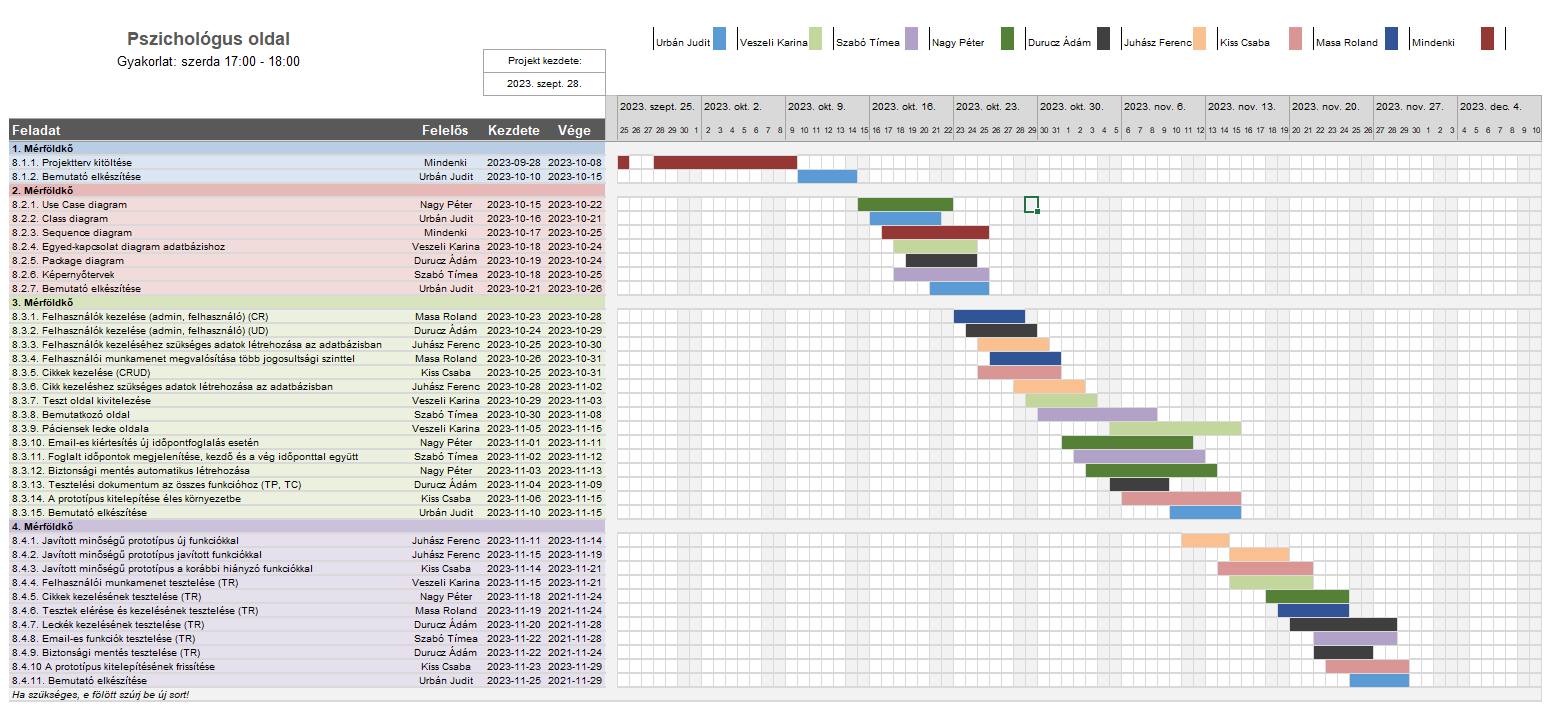 Pszichológus oldal
Gyakorlat: szerda 17:00 - 18:00
Projekt kezdete:
2023. szept. 28.
Urbán Judit Veszeli Karina Szabó Tímea Nagy Péter Durucz Ádám Juhász Ferenc Kiss Csaba Masa Roland Mindenki
2023. szept. 25. 2023. okt. 2. 2023. okt. 9. 2023. okt. 16. 2023. okt. 23. 2023. okt. 30. 2023. nov. 6. 2023. nov. 13. 2023. nov. 20. 2023. nov. 27. 2023. dec. 4.
Feladat Felelős Kezdete Vége 25 26 27 28 29 30 1 2 3 4 5 6 7 8 9 10 11 12 13 14 15 16 17 18 19 20 21 22 23 24 25 26 27 28 29 30 31 1 2 3 4 5 6 7 8 9 10 11 12 13 14 15 16 17 18 19 20 21 22 23 24 25 26 27 28 29 30 1 2 3 4 5 6 7 8 9 10
1. Mérföldkő
8.1.1. Projektterv kitöltése Mindenki 2023-09-28 2023-10-08
8.1.2. Bemutató elkészítése Urbán Judit 2023-10-10 2023-10-15
2. Mérföldkő
8.2.1. Use Case diagram Nagy Péter 2023-10-15 2023-10-22
8.2.2. Class diagram Urbán Judit 2023-10-16 2023-10-21
8.2.3. Sequence diagram Mindenki 2023-10-17 2023-10-25
8.2.4. Egyed-kapcsolat diagram adatbázishoz Veszeli Karina 2023-10-18 2023-10-24
8.2.5. Package diagram Durucz Ádám 2023-10-19 2023-10-24
8.2.6. Képernyőtervek Szabó Tímea 2023-10-18 2023-10-25
8.2.7. Bemutató elkészítése Urbán Judit 2023-10-21 2023-10-26
3. Mérföldkő
8.3.1. Felhasználók kezelése (admin, felhasználó) (CR) Masa Roland 2023-10-23 2023-10-28
8.3.2. Felhasználók kezelése (admin, felhasználó) (UD) Durucz Ádám 2023-10-24 2023-10-29
8.3.3. Felhasználók kezeléséhez szükséges adatok létrehozása az adatbázisban Juhász Ferenc 2023-10-25 2023-10-30
8.3.4. Felhasználói munkamenet megvalósítása több jogosultsági szinttel Masa Roland 2023-10-26 2023-10-31
8.3.5. Cikkek kezelése (CRUD) Kiss Csaba 2023-10-25 2023-10-31
8.3.6. Cikk kezeléshez szükséges adatok létrehozása az adatbázisban Juhász Ferenc 2023-10-28 2023-11-02
8.3.7. Teszt oldal kivitelezése Veszeli Karina 2023-10-29 2023-11-03
8.3.8. Bemutatkozó oldal Szabó Tímea 2023-10-30 2023-11-08
8.3.9. Páciensek lecke oldala Veszeli Karina 2023-11-05 2023-11-15
8.3.10. Email-es kiértesítés új időpontfoglalás esetén Nagy Péter 2023-11-01 2023-11-11
8.3.11. Foglalt időpontok megjelenítése, kezdő és a vég időponttal együtt Szabó Tímea 2023-11-02 2023-11-12
8.3.12. Biztonsági mentés automatikus létrehozása Nagy Péter 2023-11-03 2023-11-13
8.3.13. Tesztelési dokumentum az összes funkcióhoz (TP, TC) Durucz Ádám 2023-11-04 2023-11-09
8.3.14. A prototípus kitelepítése éles környezetbe Kiss Csaba 2023-11-06 2023-11-15
8.3.15. Bemutató elkészítése Urbán Judit 2023-11-10 2023-11-15
4. Mérföldkő
8.4.1. Javított minőségű prototípus új funkciókkal Juhász Ferenc 2023-11-11 2023-11-14
8.4.2. Javított minőségű prototípus javított funkciókkal Juhász Ferenc 2023-11-15 2023-11-19
8.4.3. Javított minőségű prototípus a korábbi hiányzó funkciókkal Kiss Csaba 2023-11-14 2023-11-21
8.4.4. Felhasználói munkamenet tesztelése (TR) Veszeli Karina 2023-11-15 2023-11-21
8.4.5. Cikkek kezelésének tesztelése (TR) Nagy Péter 2023-11-18 2021-11-24
8.4.6. Tesztek elérése és kezelésének tesztelése (TR) Masa Roland 2023-11-19 2021-11-24
8.4.7. Leckék kezelésének tesztelése (TR) Durucz Ádám 2023-11-20 2021-11-28
8.4.8. Email-es funkciók tesztelése (TR) Szabó Tímea 2023-11-22 2021-11-28
8.4.9. Biztonsági mentés tesztelése (TR) Durucz Ádám 2023-11-22 2021-11-24
8.4.10 A prototípus kitelepítésének frissítése Kiss Csaba 2023-11-23 2023-11-29
8.4.11. Bemutató elkészítése Urbán Judit 2023-11-25 2021-11-29
Ha szükséges, e fölött szúrj be új sort!